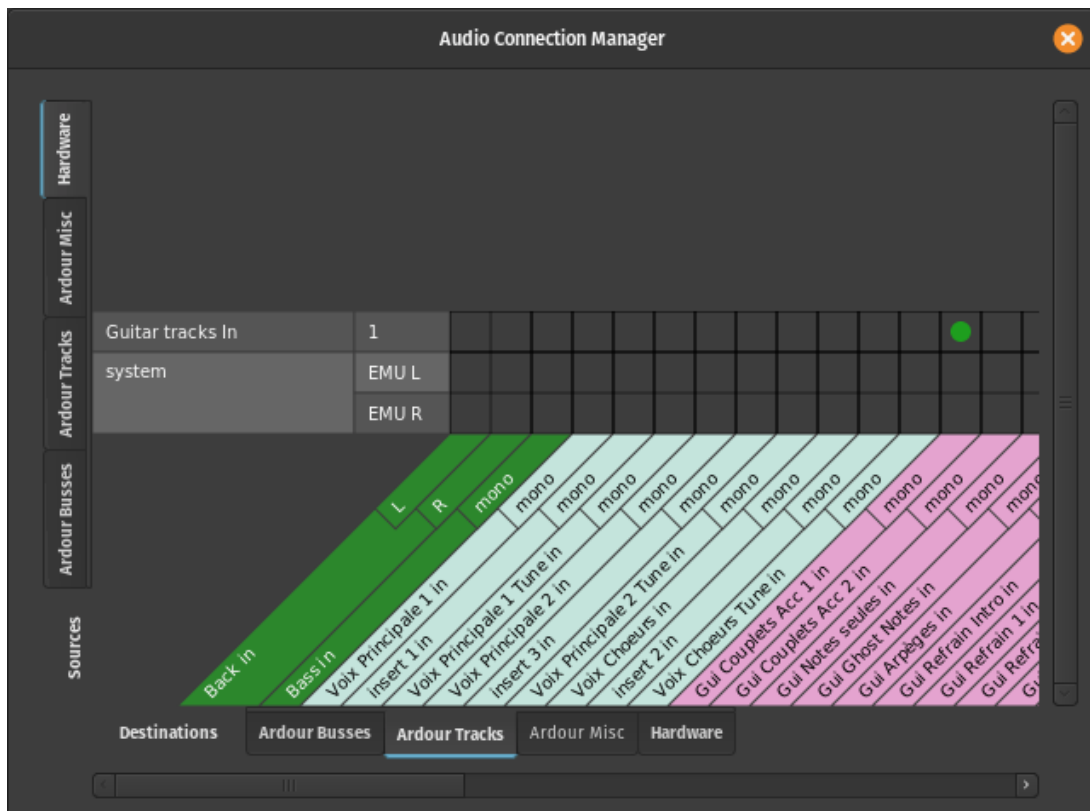 Audio Connection Manager
Hardware
Ardour Misc
Ardour Tracks
Ardour Busses
Sources
Guitar tracks In
1
system
EMU L
EMU R
L
R
mono
mono
mono
mono
mono
mono
mono
mono
mono
mono
mono
mono
mono
Back in
Bass in
Voix Principale 1 in
insert 1 in
Voix Principale 1 Tune in
Voix Principale 2 in
insert 3 in
Voix Principale 2 Tune in
Voix Choeurs in
insert 2 in
Voix Choeurs Tune in
Gui Couplets Acc 1 in
Gui Couplets Acc 2 in
Gui Notes seules in
Gui Ghost Notes in
Gui Arpèges in
Gui Refrain Intro in
Gui Refrain 1 in
Destinations
Ardour Busses
Ardour Tracks
Ardour Misc
Hardware